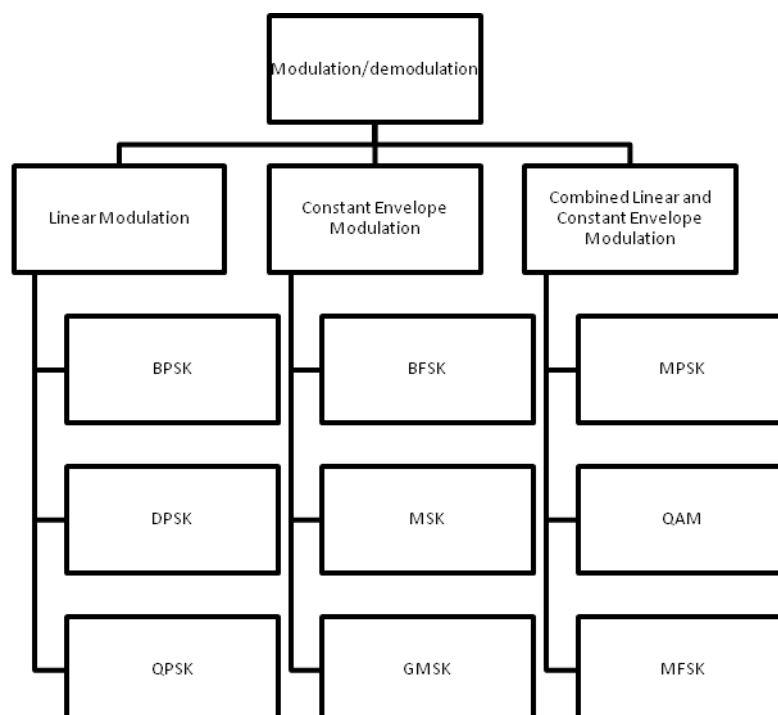 Modulation/demodulation
Linear Modulation
Constant Envelope
Modulation
Combined Linear and
Constant Envelope
Modulation
BPSK
BFSK
MPSK
DPSK
MSK
QAM
QPSK
GMSK
MFSK